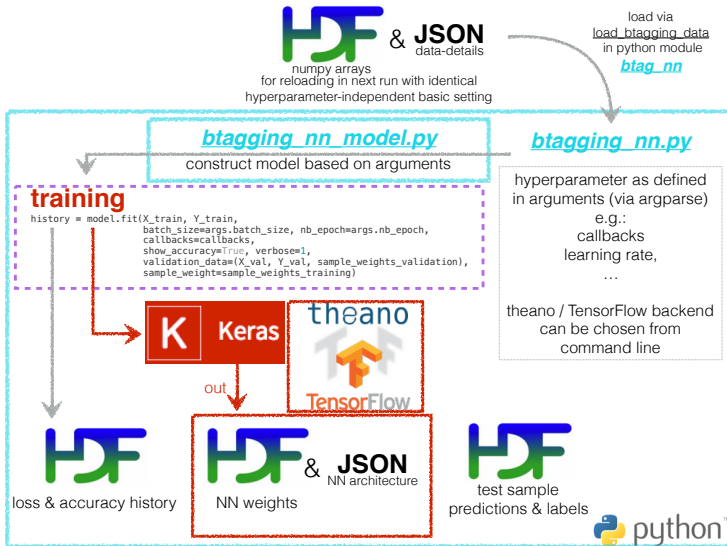 HDF & JSON
data-details
numpy arrays
for reloading in next run with identical
hyperparameter-independent basic setting
load via
load_btagging_data
in python module
btag_nn
btagging_nn_model.py
construct model based on arguments
btagging_nn.py
hyperparameter as defined
in arguments (via argparse)
e.g.:
callbacks
learning rate,
...
theano / TensorFlow backend
can be chosen from
command line
training
history = model.fit(X_train, Y_train,
batch_size=args.batch_size, nb_epoch=args.nb_epoch,
callbacks=callbacks,
show_accuracy=True, verbose=1,
validation_data=(X_val, Y_val, sample_weights_validation),
sample_weight=sample_weights_training)
K Keras
theano
TensorFlow
out
HDF
loss & accuracy history
HDF & JSON
NN architecture
NN weights
HDF
test sample
predictions & labels
python